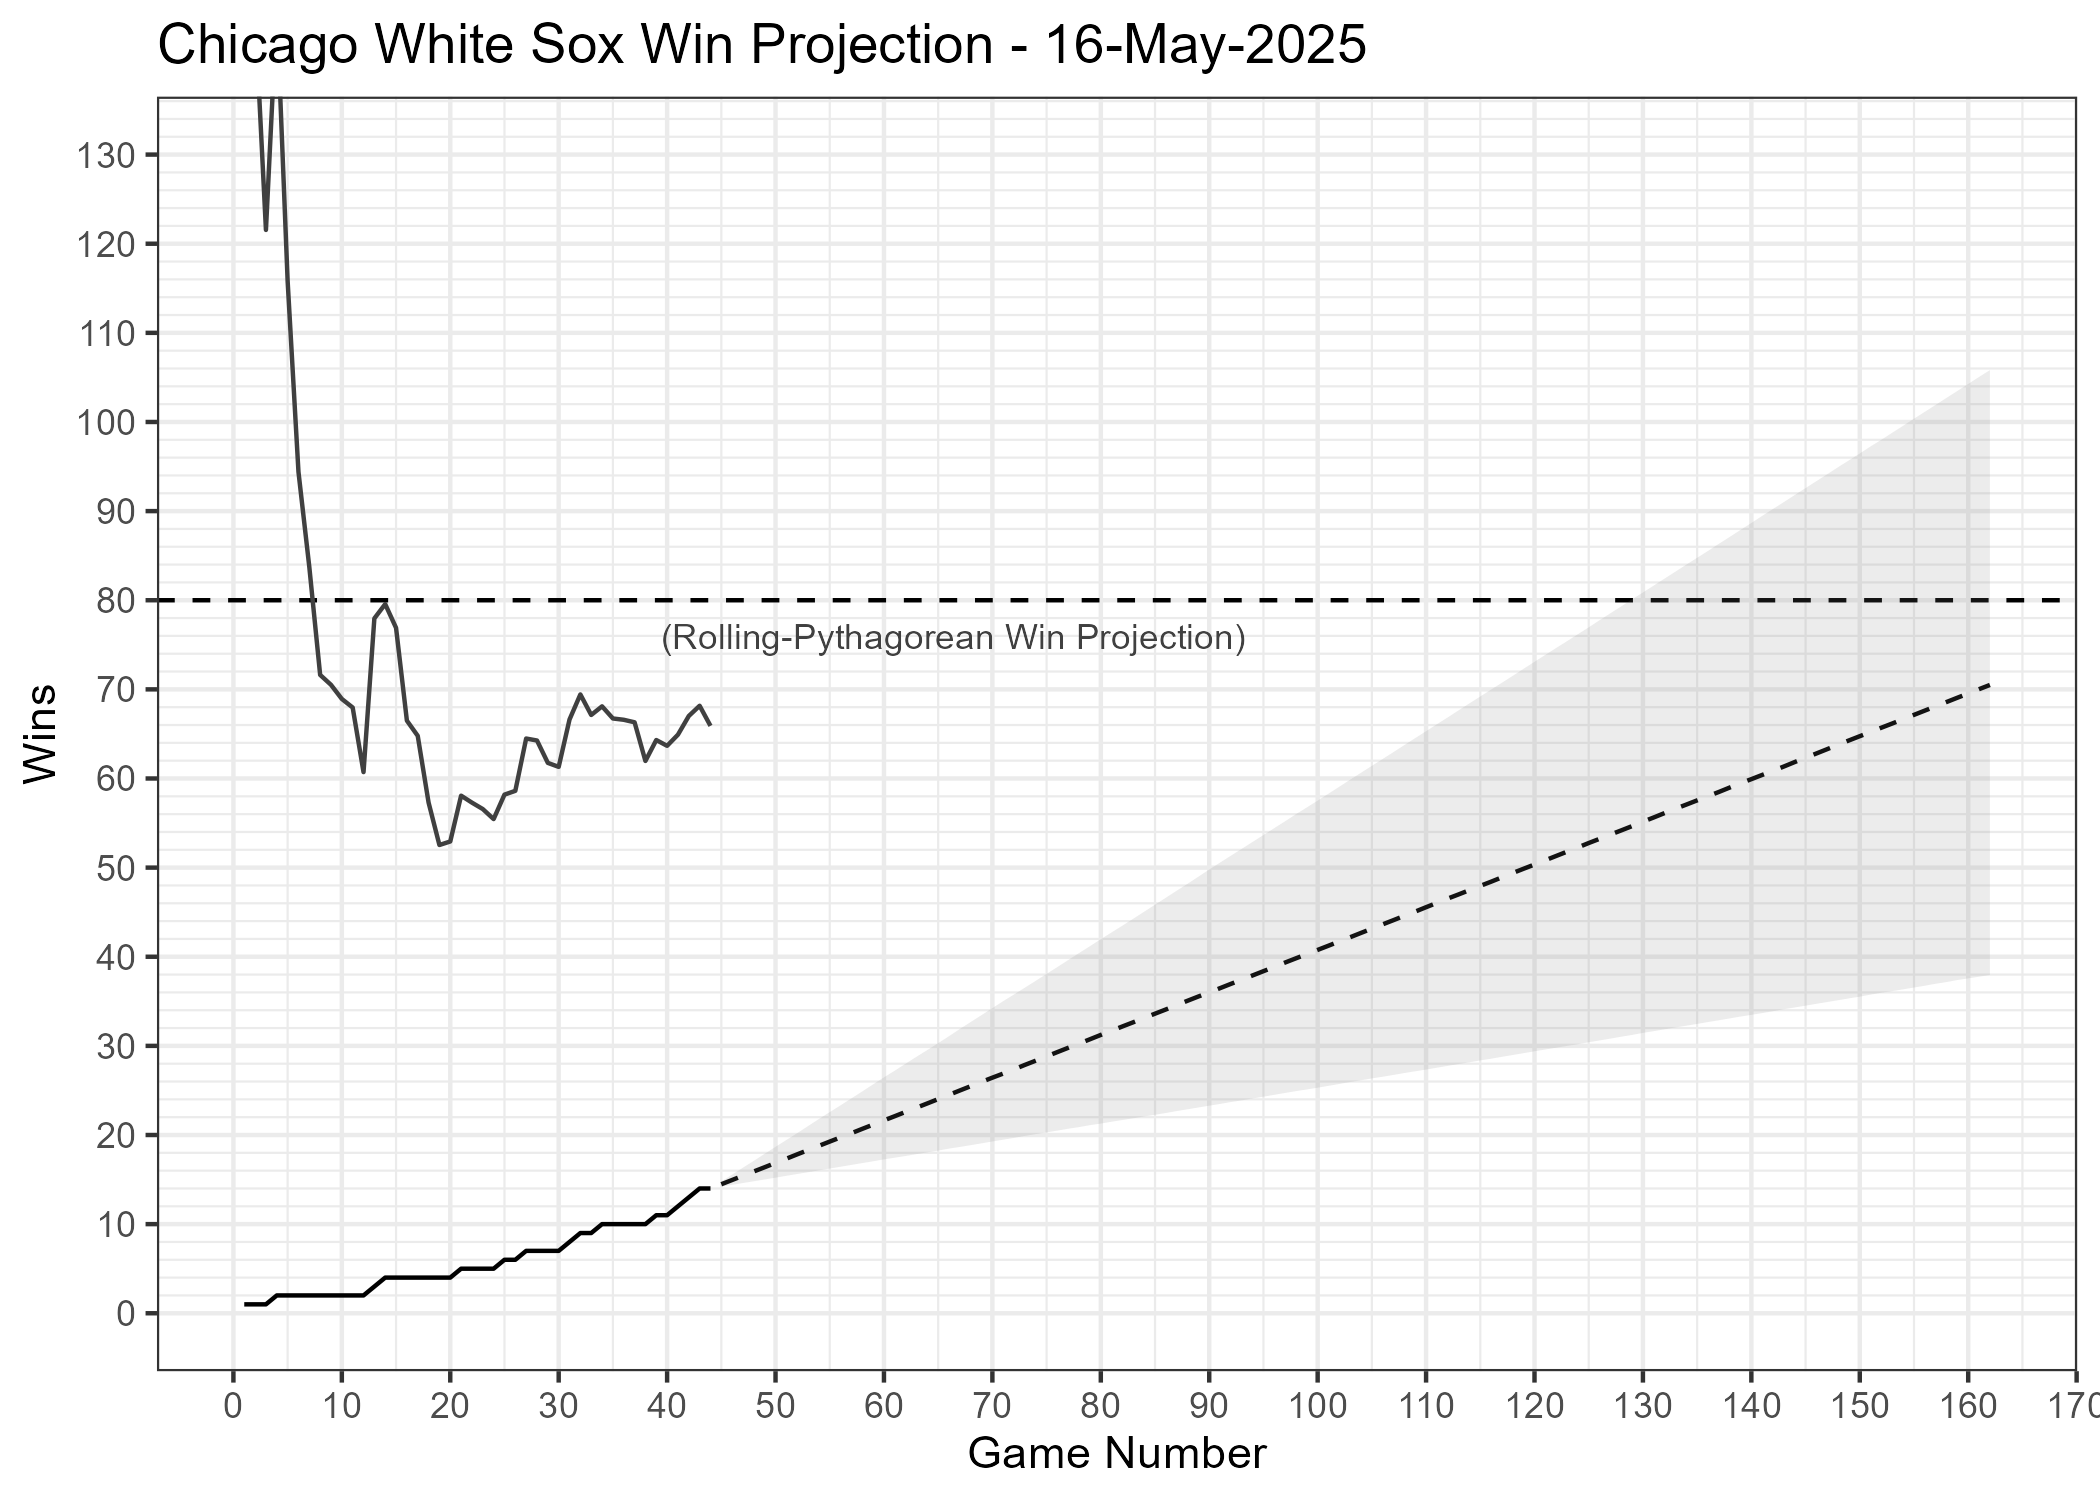 Chicago White Sox Win Projection - 16-May-2025
130
120
110
100
90
80
(Rolling-Pythagorean Win Projection)
70
60
50
40
30
20
10
0
Wins
0 10 20 30 40 50 60 70 80 90 100 110 120 130 140 150 160 170
Game Number